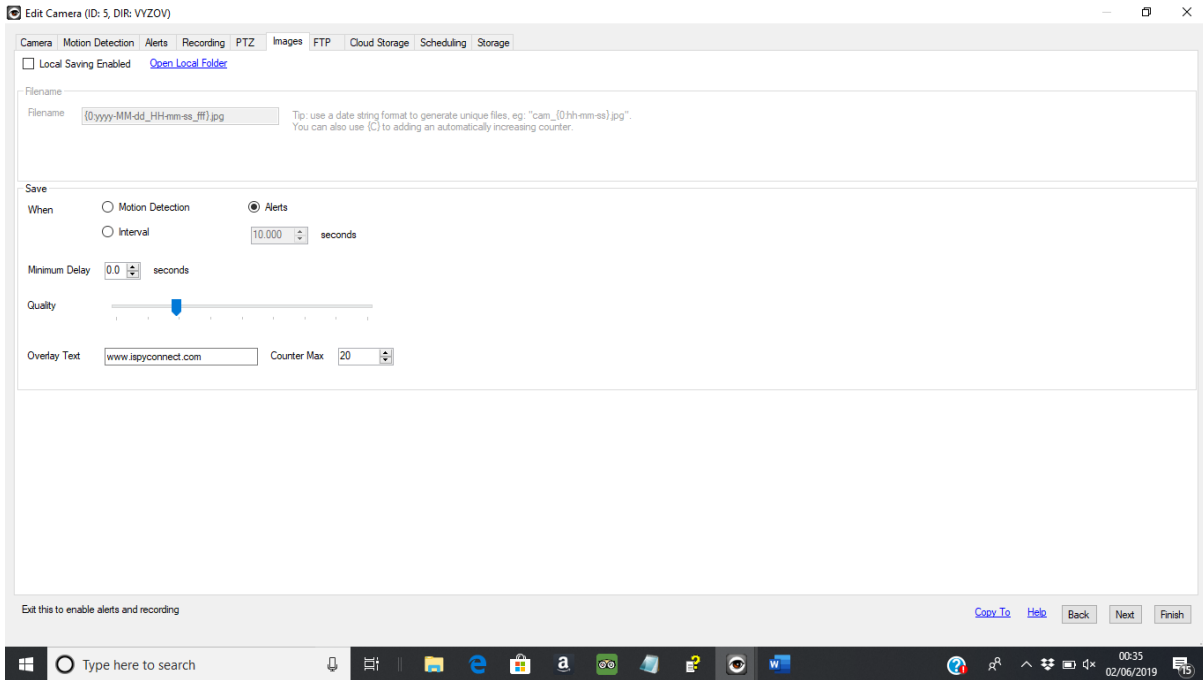 Edit Camera (ID: 5, DIR: VYZOV)
Camera Motion Detection Alerts Recording PTZ Images FTP Cloud Storage Scheduling Storage
Local Saving Enabled Open Local Folder
Filename
Filename {0:yyyy-MM-dd_HH-mm-ss_fff}.jpg Tip: use a date string format to generate unique files, eg: "cam_{0:hh-mm-ss}.jpg".
You can also use {C} to adding an automatically increasing counter.
Save
When Motion Detection Alerts
Interval 10.000 seconds
Minimum Delay 0.0 seconds
Quality
Overlay Text www.ispyconnect.com Counter Max 20
Exit this to enable alerts and recording
Copy To Help Back Next Finish
Type here to search
00:35
02/06/2019
15